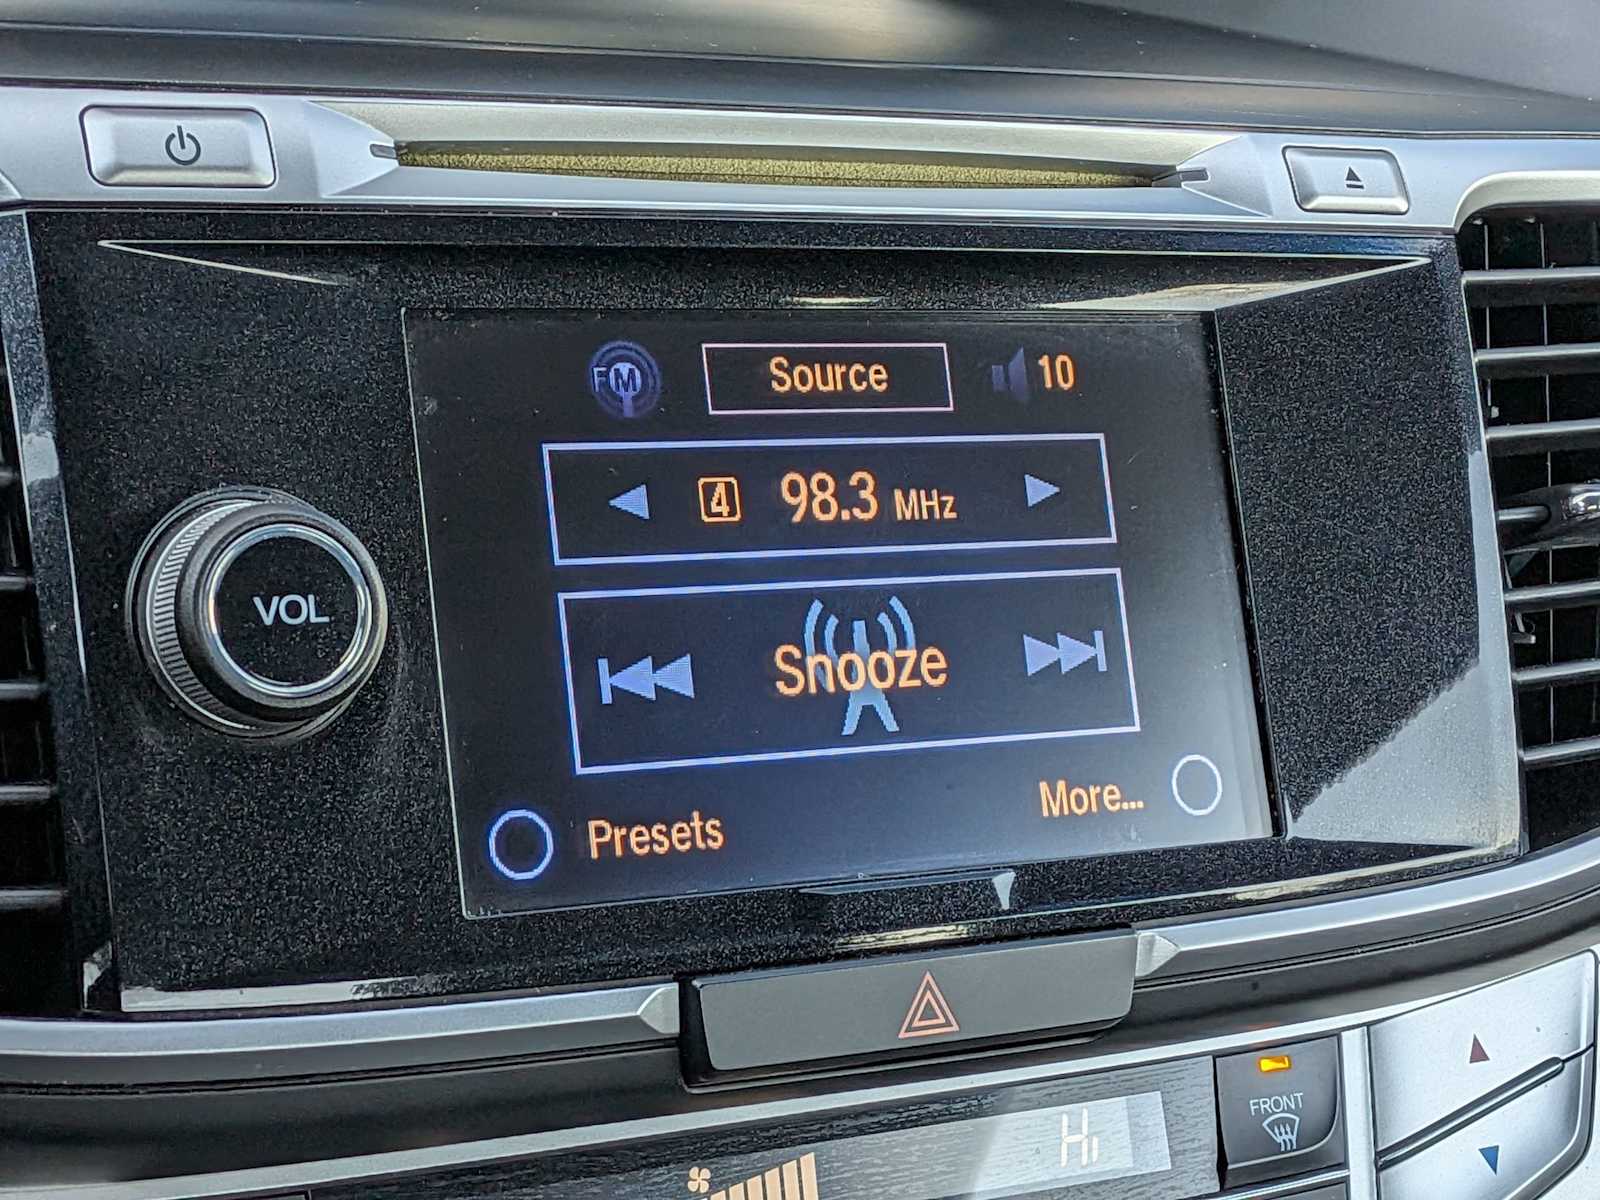 FM Source 10
4 98.3 MHz
VOL
Snooze
Presets More...
FRONT
Hi